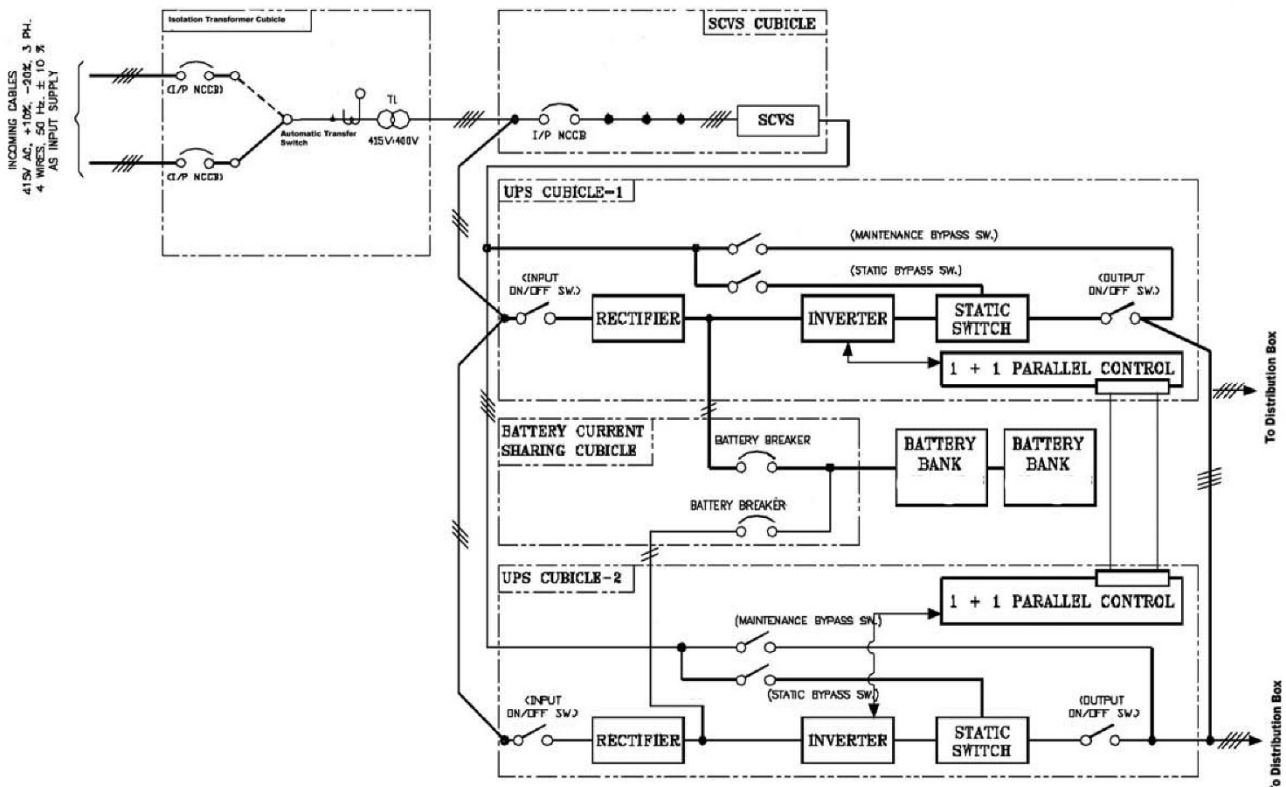 Isolation Transformer Cubicle
INCOMING CABLES
415V AC, +10%, -20%, 3 PH.
4 WIRES, 50 Hz. ± 10 %
AS INPUT SUPPLY
(I/P NCCB)
(I/P NCCB)
Automatic Transfer
Switch
T1
415V/400V
SCVS CUBICLE
I/P NCCB
SCVS
UPS CUBICLE-1
(MAINTENANCE BYPASS SW.)
(STATIC BYPASS SW.)
(INPUT
ON/OFF SW.)
RECTIFIER
INVERTER
STATIC
SWITCH
(OUTPUT
ON/OFF SW.)
1 + 1 PARALLEL CONTROL
To Distribution Box
BATTERY CURRENT
SHARING CUBICLE
BATTERY BREAKER
BATTERY BREAKER
BATTERY
BANK
BATTERY
BANK
UPS CUBICLE-2
1 + 1 PARALLEL CONTROL
(MAINTENANCE BYPASS SW.)
(STATIC BYPASS SW.)
(INPUT
ON/OFF SW.)
RECTIFIER
INVERTER
STATIC
SWITCH
(OUTPUT
ON/OFF SW.)
To Distribution Box